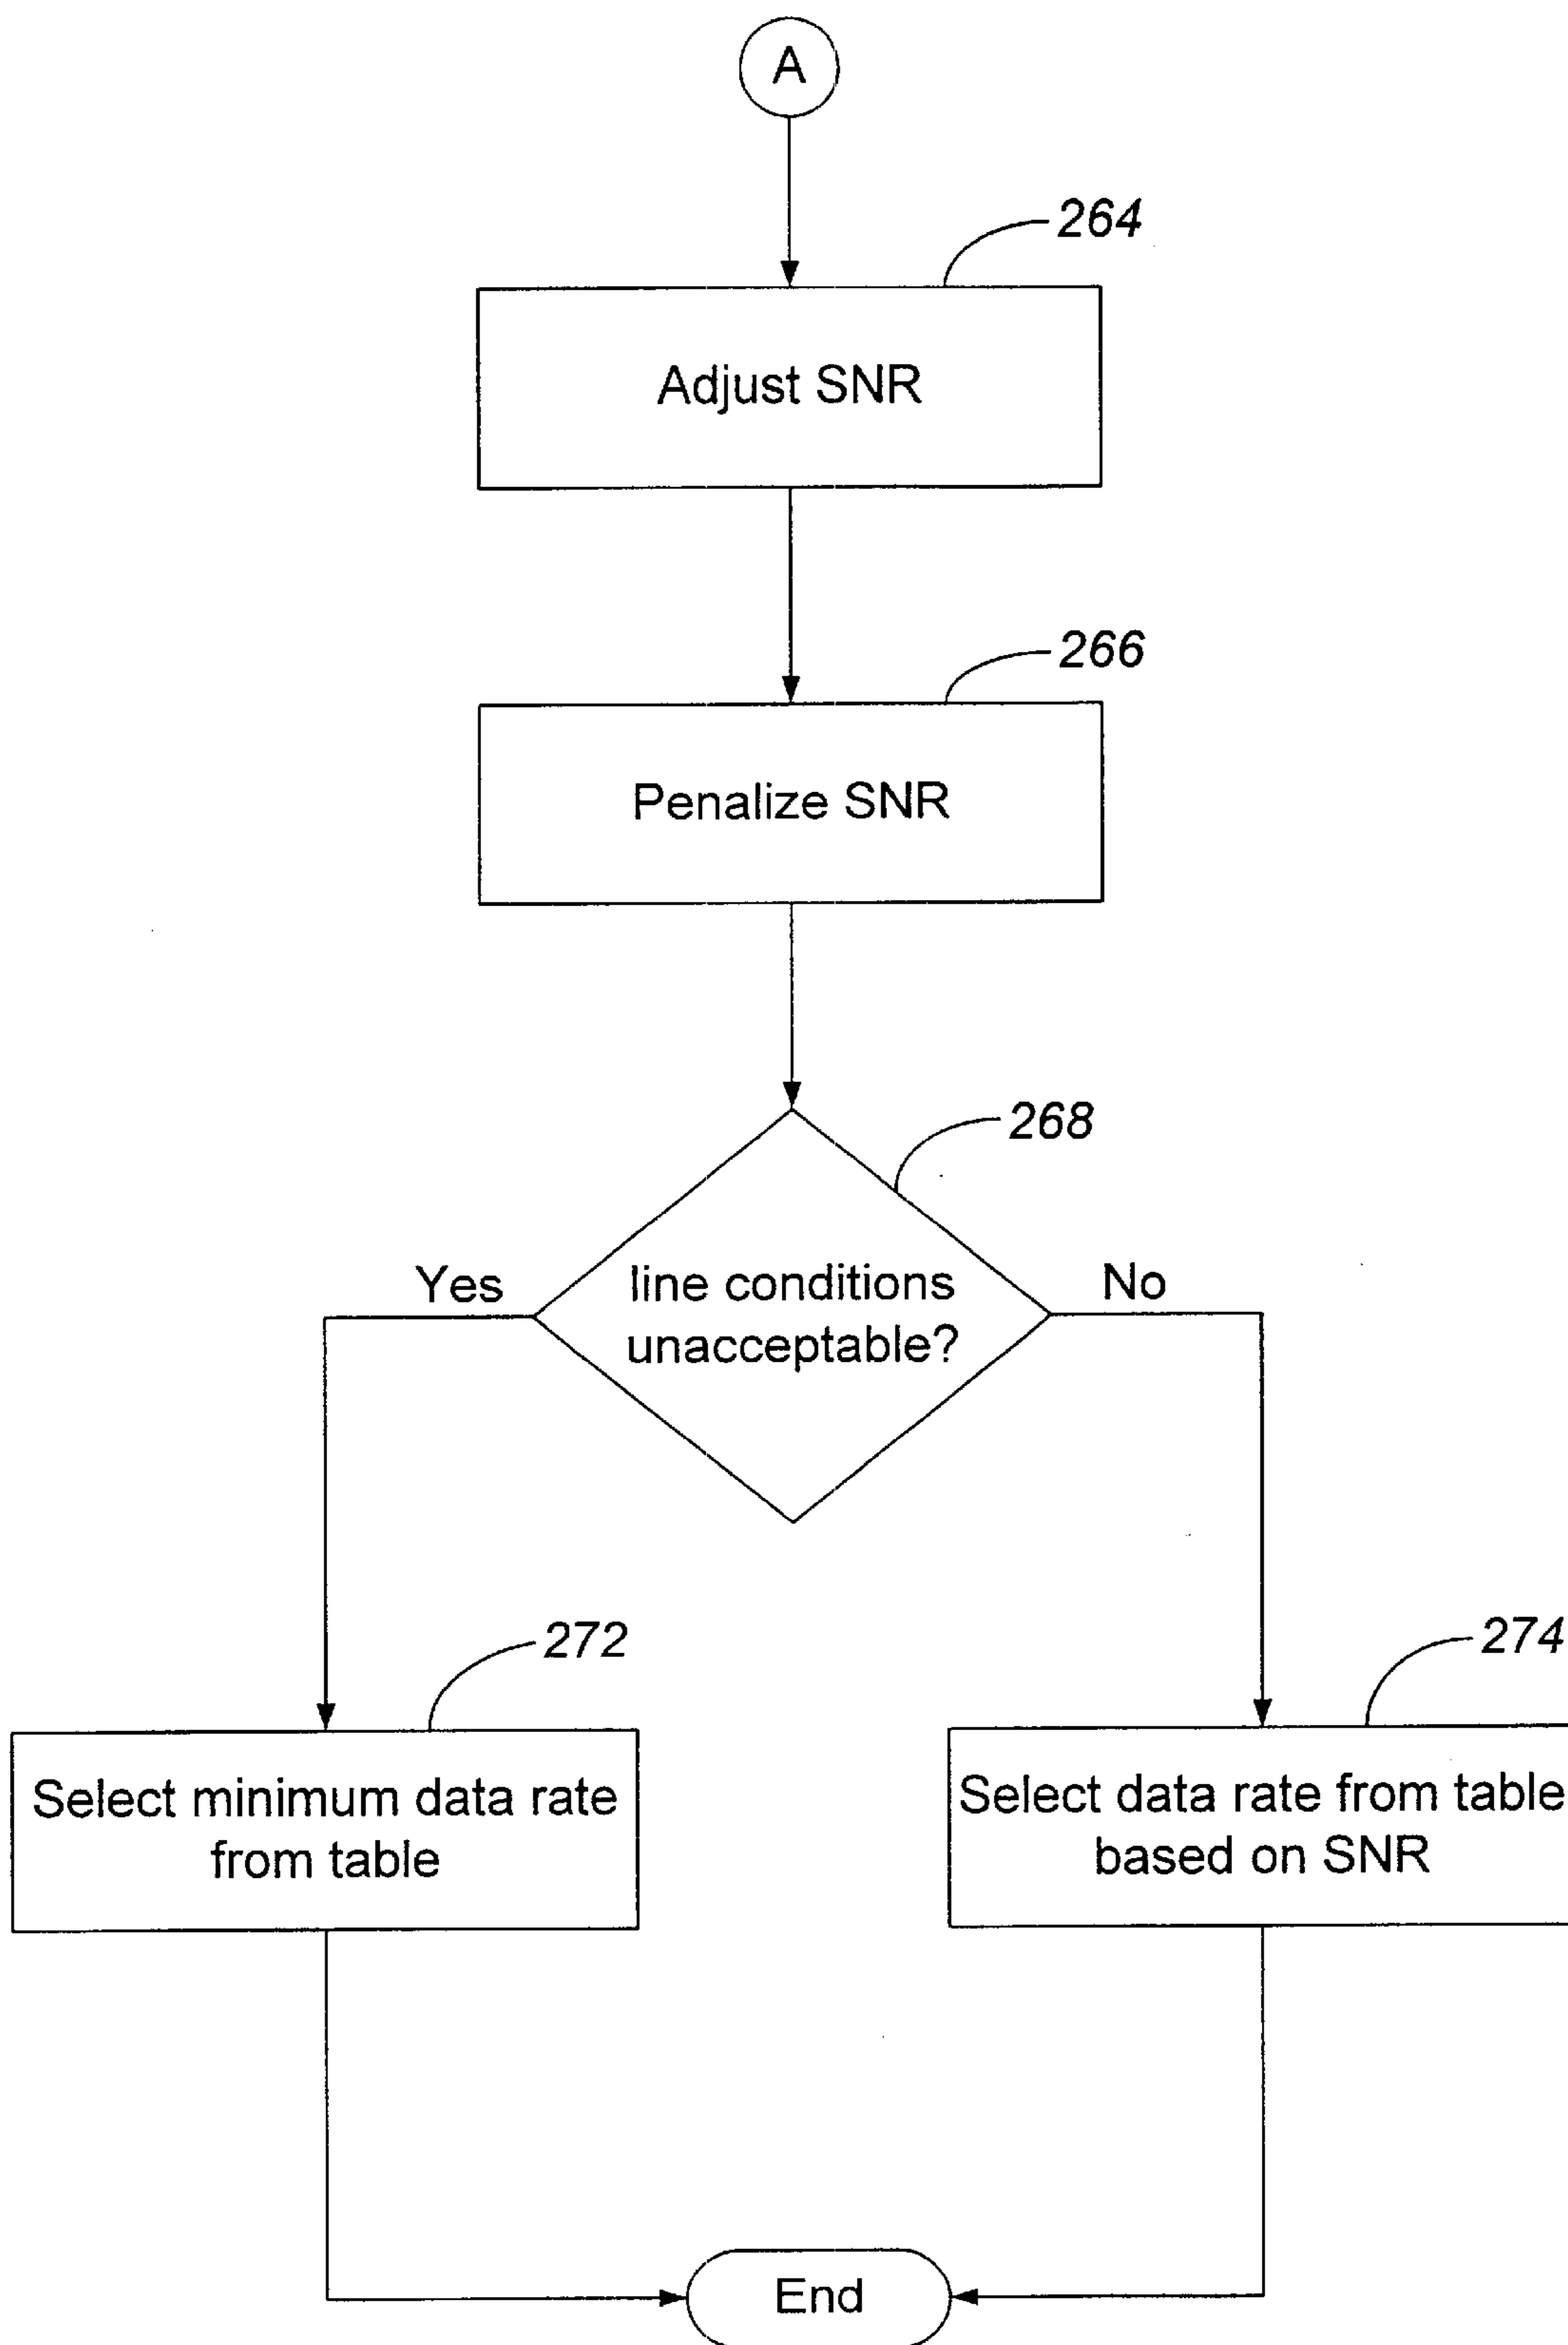 A
264
Adjust SNR
266
Penalize SNR
268
Yes
line conditions
unacceptable?
No
272
274
Select minimum data rate
from table
Select data rate from table
based on SNR
End